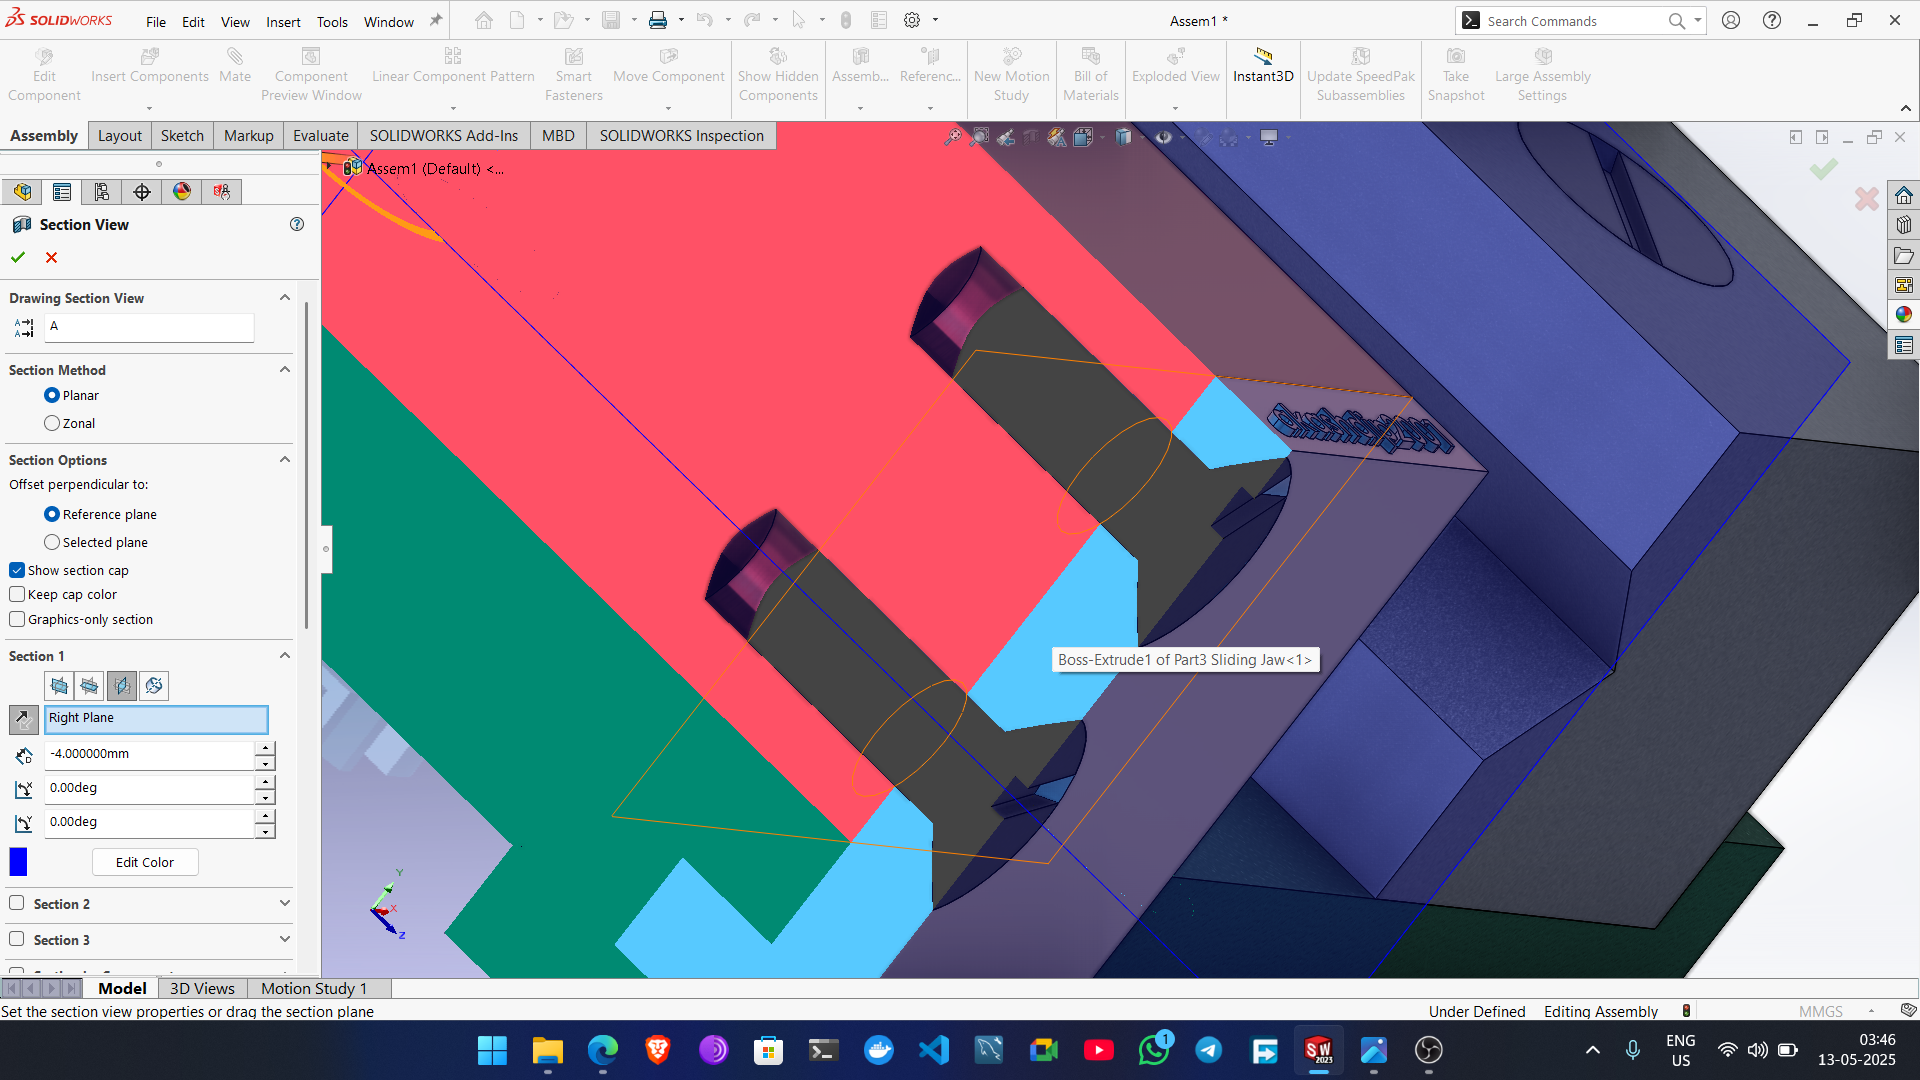 SOLIDWORKS
File Edit View Insert Tools Window
Assem1 *
Search Commands
Edit Component
Insert Components
Mate
Component Preview Window
Linear Component Pattern
Smart Fasteners
Move Component
Show Hidden Components
Assemb...
Referenc...
New Motion Study
Bill of Materials
Exploded View
Instant3D
Update SpeedPak Subassemblies
Take Snapshot
Large Assembly Settings
Assembly Layout Sketch Markup Evaluate SOLIDWORKS Add-Ins MBD SOLIDWORKS Inspection
Assem1 (Default) <...
Section View
Drawing Section View
A
Section Method
Planar
Zonal
Section Options
Offset perpendicular to:
Reference plane
Selected plane
Show section cap
Keep cap color
Graphics-only section
Section 1
Right Plane
-4.000000mm
0.00deg
0.00deg
Edit Color
Section 2
Section 3
Boss-Extrude1 of Part3 Sliding Jaw<1>
Y
X
Z
Model 3D Views Motion Study 1
Set the section view properties or drag the section plane
Under Defined Editing Assembly MMGS
SW 2023
1
ENG US
03:46
13-05-2025